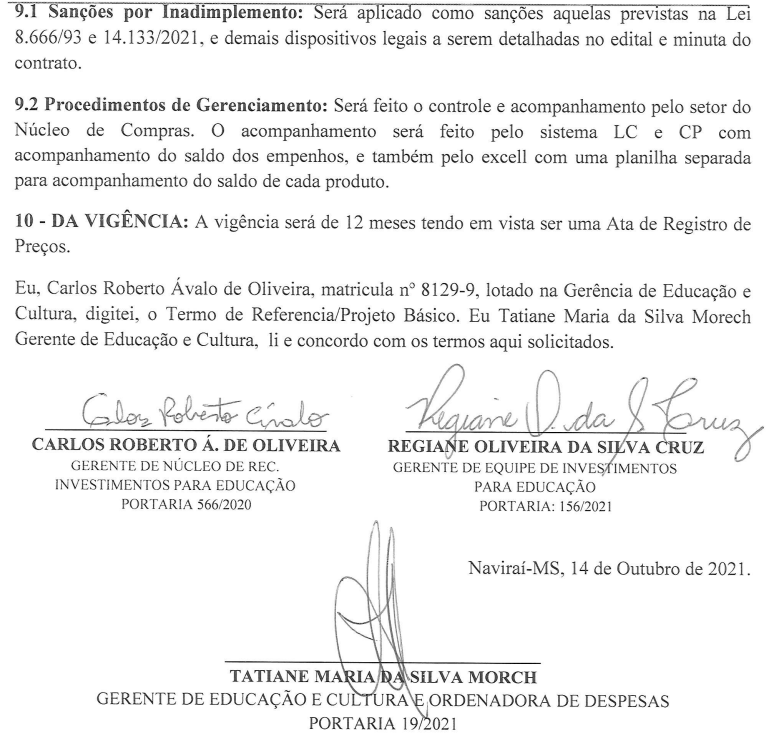 9.1 Sanções por Inadimplemento: Será aplicado como sanções aquelas previstas na Lei
8.666/93 e 14.133/2021, e demais dispositivos legais a serem detalhadas no edital e minuta do
contrato.
9.2 Procedimentos de Gerenciamento: Será feito o controle e acompanhamento pelo setor do
Núcleo de Compras. O acompanhamento será feito pelo sistema LC e CP com
acompanhamento do saldo dos empenhos, e também pelo excell com uma planilha separada
para acompanhamento do saldo de cada produto.
10 - DA VIGÊNCIA: A vigência será de 12 meses tendo em vista ser uma Ata de Registro de
Preços.
Eu, Carlos Roberto Ávalo de Oliveira, matricula nº 8129-9, lotado na Gerência de Educação e
Cultura, digitei, o Termo de Referencia/Projeto Básico. Eu Tatiane Maria da Silva Morech
Gerente de Educação e Cultura, li e concordo com os termos aqui solicitados.
Carlos Roberto
Regiane O. da S. Cruz
CARLOS ROBERTO Á. DE OLIVEIRA
GERENTE DE NÚCLEO DE REC.
INVESTIMENTOS PARA EDUCAÇÃO
PORTARIA 566/2020
REGIANE OLIVEIRA DA SILVA CRUZ
GERENTE DE EQUIPE DE INVESTIMENTOS
PARA EDUCAÇÃO
PORTARIA: 156/2021
Naviraí-MS, 14 de Outubro de 2021.
TATIANE MARIA DA SILVA MORCH
GERENTE DE EDUCAÇÃO E CULTURA E ORDENADORA DE DESPESAS
PORTARIA 19/2021